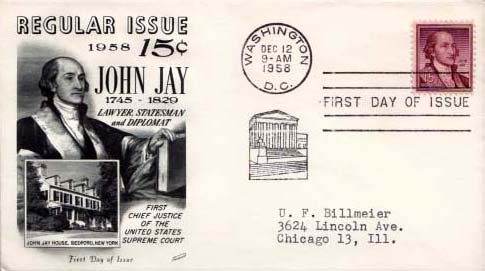 REGULAR ISSUE
1958 15¢
JOHN JAY
1745 - 1829
LAWYER, STATESMAN
and DIPLOMAT
FIRST
CHIEF JUSTICE
OF THE
UNITED STATES
SUPREME COURT
JOHN JAY HOUSE, BEDFORD, NEW YORK
First Day of Issue
WASHINGTON
DEC 12
9-AM
1958
D.C.
FIRST DAY OF ISSUE
15¢
U. F. Billmeier
3624 Lincoln Ave.
Chicago 13, Ill.